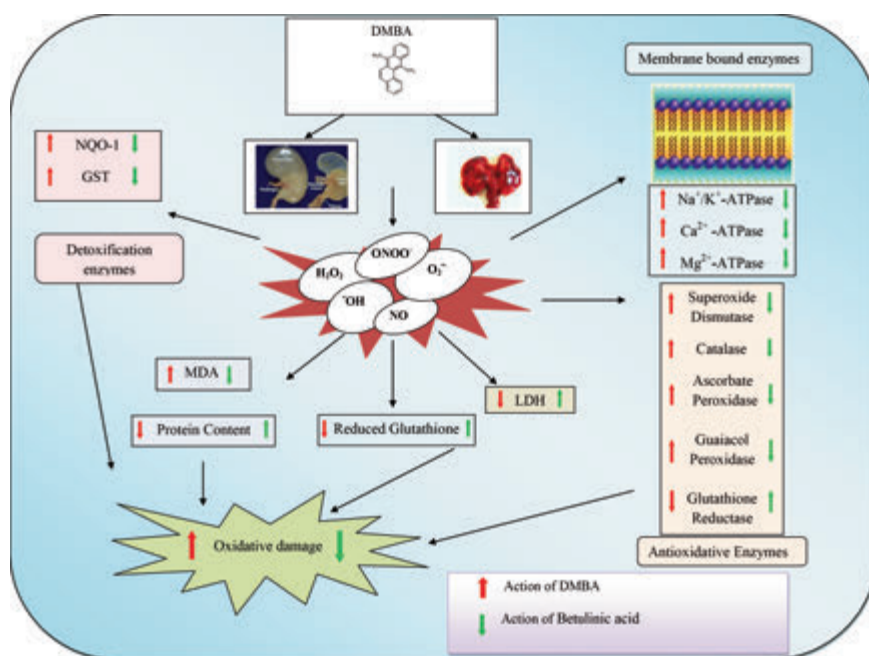 DMBA
Membrane bound enzymes
NQO-1
GST
Detoxification
enzymes
Na⁺/K⁺-ATPase
Ca²⁺ -ATPase
Mg²⁺-ATPase
ONOO⁻
H₂O₂
O₂•⁻
⁻OH
NO
Superoxide
Dismutase
Catalase
Ascorbate
Peroxidase
Guaiacol
Peroxidase
Glutathione
Reductase
Antioxidative Enzymes
MDA
LDH
Protein Content
Reduced Glutathione
Oxidative damage
Action of DMBA
Action of Betulinic acid